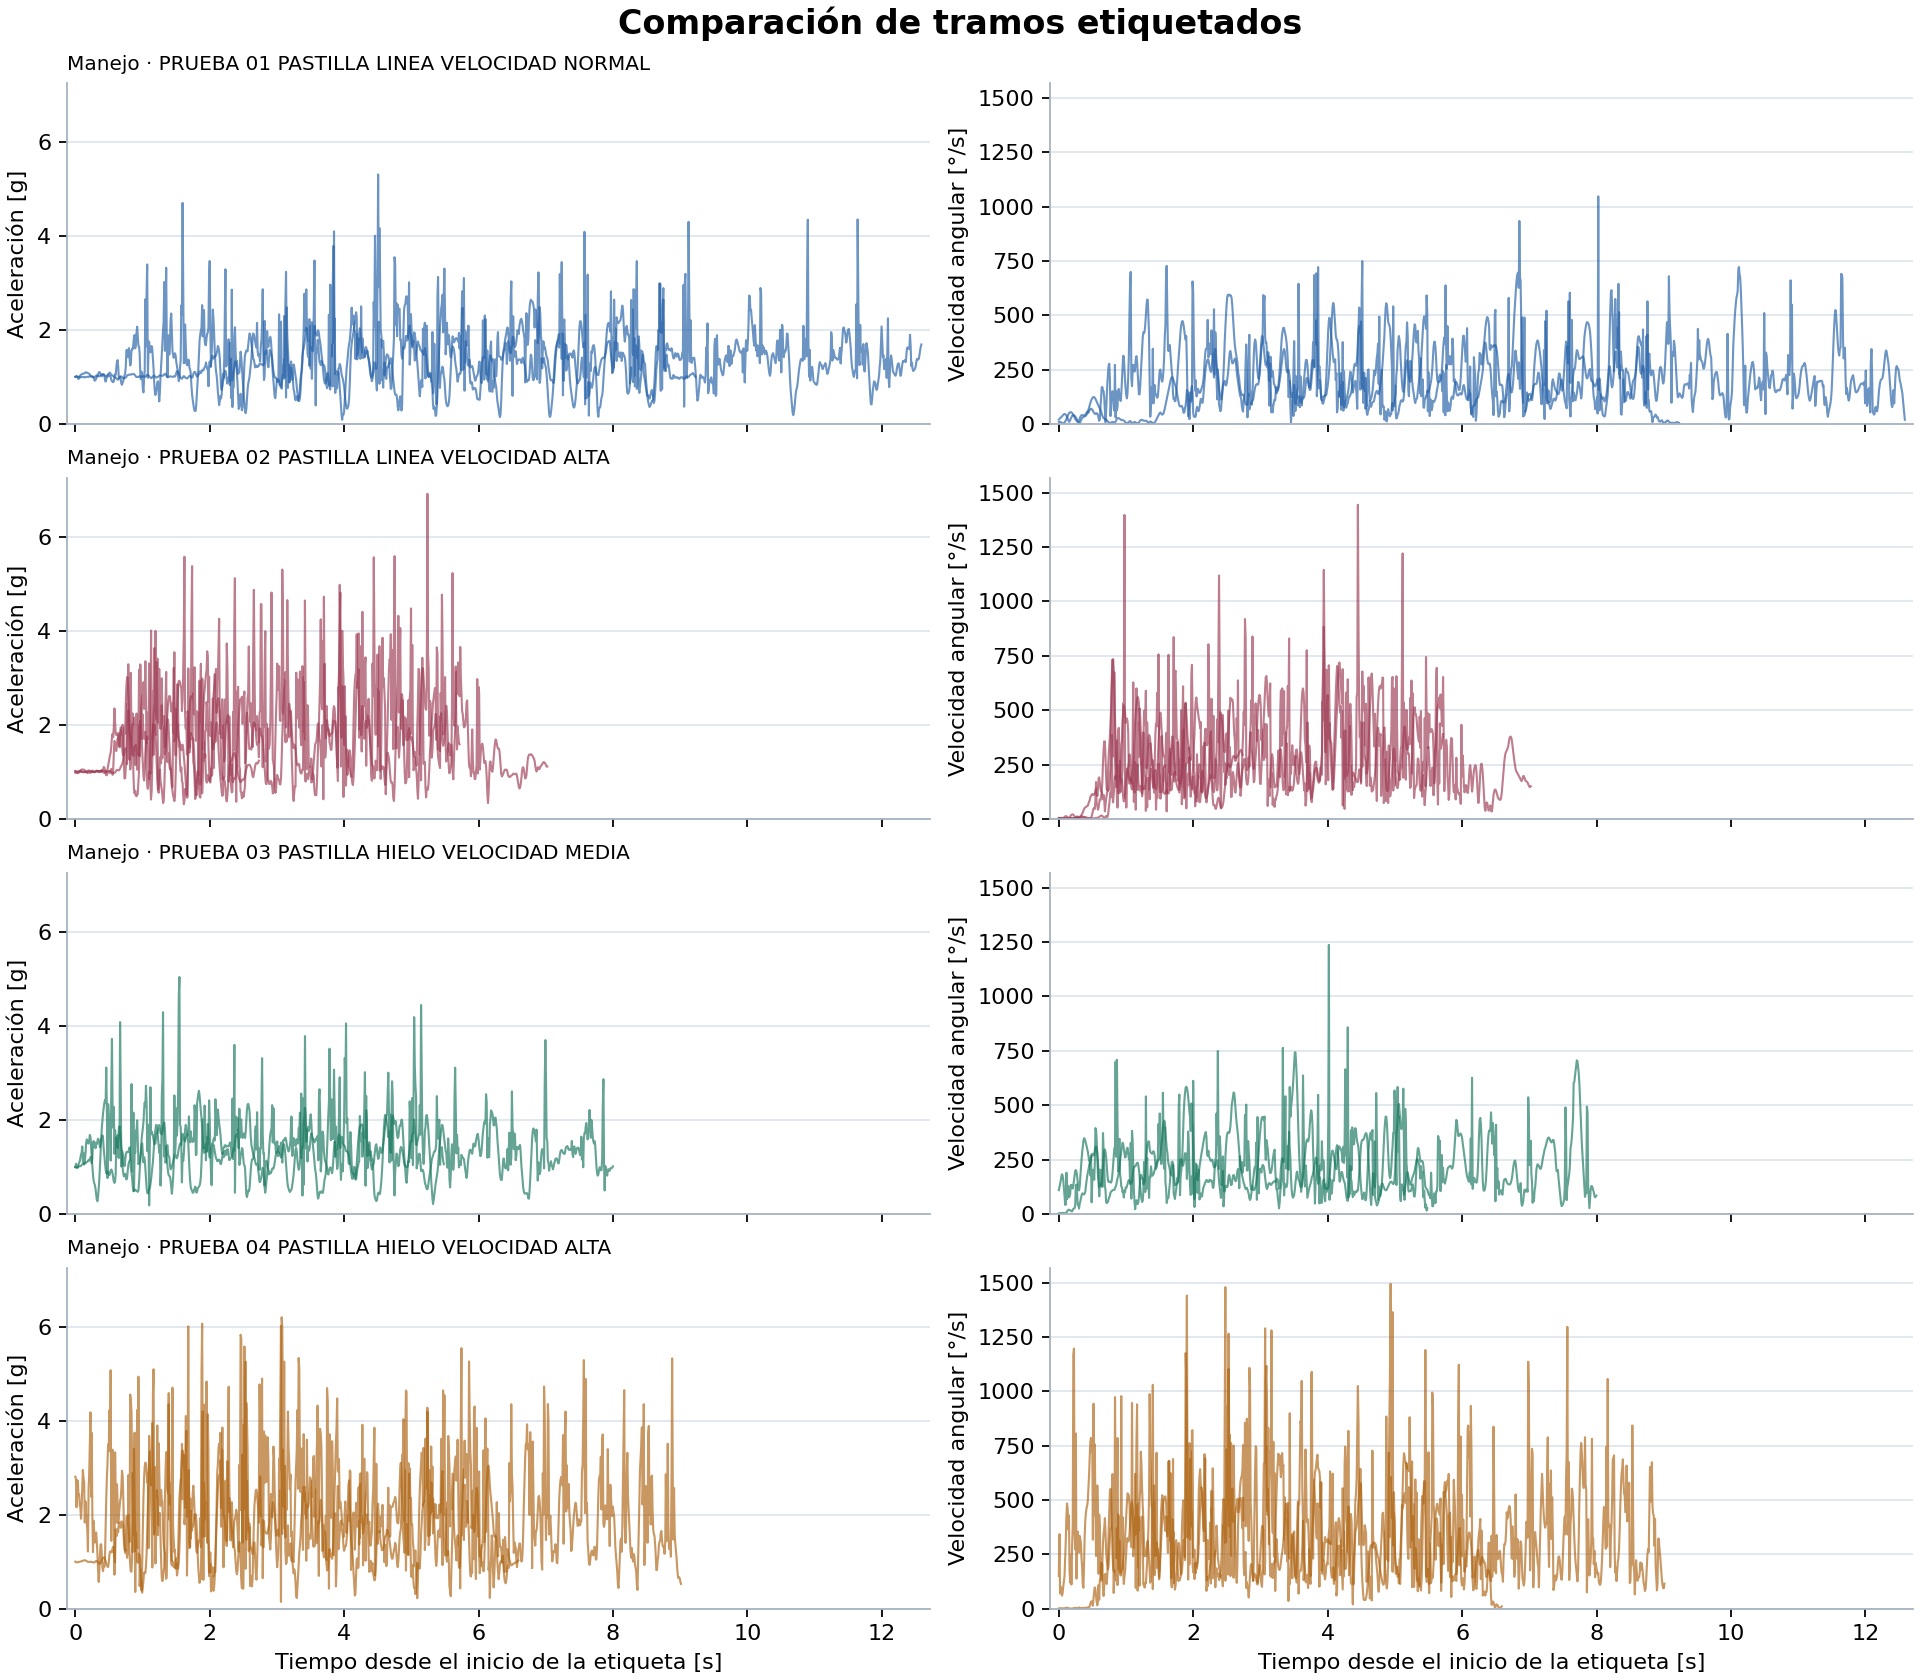 Comparación de tramos etiquetados
Manejo · PRUEBA 01 PASTILLA LINEA VELOCIDAD NORMAL
Aceleración [g]
6
4
2
0
Velocidad angular [°/s]
1500
1250
1000
750
500
250
0
Manejo · PRUEBA 02 PASTILLA LINEA VELOCIDAD ALTA
Aceleración [g]
6
4
2
0
Velocidad angular [°/s]
1500
1250
1000
750
500
250
0
Manejo · PRUEBA 03 PASTILLA HIELO VELOCIDAD MEDIA
Aceleración [g]
6
4
2
0
Velocidad angular [°/s]
1500
1250
1000
750
500
250
0
Manejo · PRUEBA 04 PASTILLA HIELO VELOCIDAD ALTA
Aceleración [g]
6
4
2
0
0 2 4 6 8 10 12
Tiempo desde el inicio de la etiqueta [s]
Velocidad angular [°/s]
1500
1250
1000
750
500
250
0
0 2 4 6 8 10 12
Tiempo desde el inicio de la etiqueta [s]